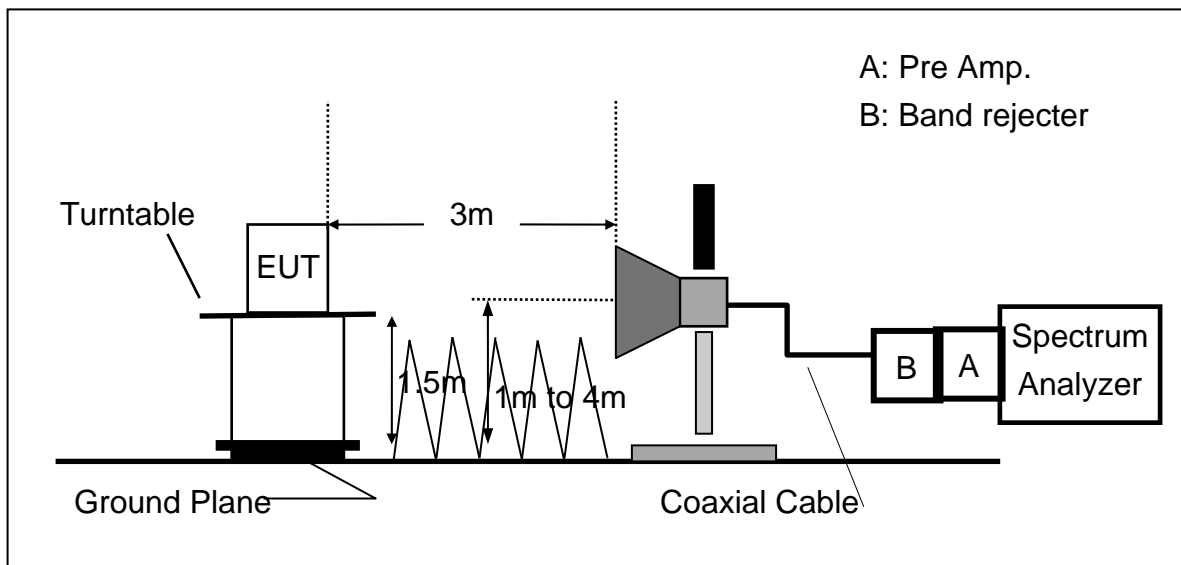 A: Pre Amp.
B: Band rejecter
Turntable
3m
EUT
1.5m
1m to 4m
B
A
Spectrum
Analyzer
Ground Plane
Coaxial Cable